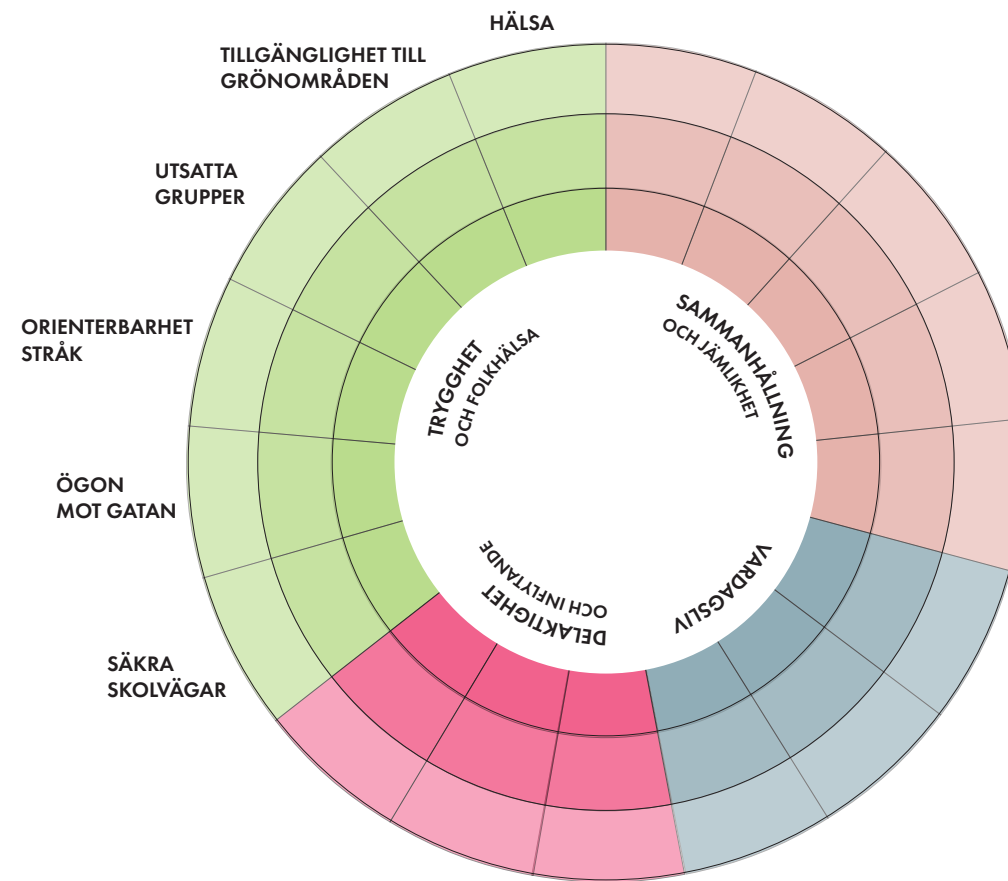 HÄLSA
TILLGÄNGLIGHET TILL
GRÖNOMRÅDEN
UTSATTA
GRUPPER
ORIENTERBARHET
STRÅK
ÖGON
MOT GATAN
SÄKRA
SKOLVÄGAR
TRYGGHET
OCH FOLKHÄLSA
SAMMANHÅLLNING
OCH JÄMLIKHET
VARDAGSLIV
DELAKTIGHET
OCH INFLYTANDE